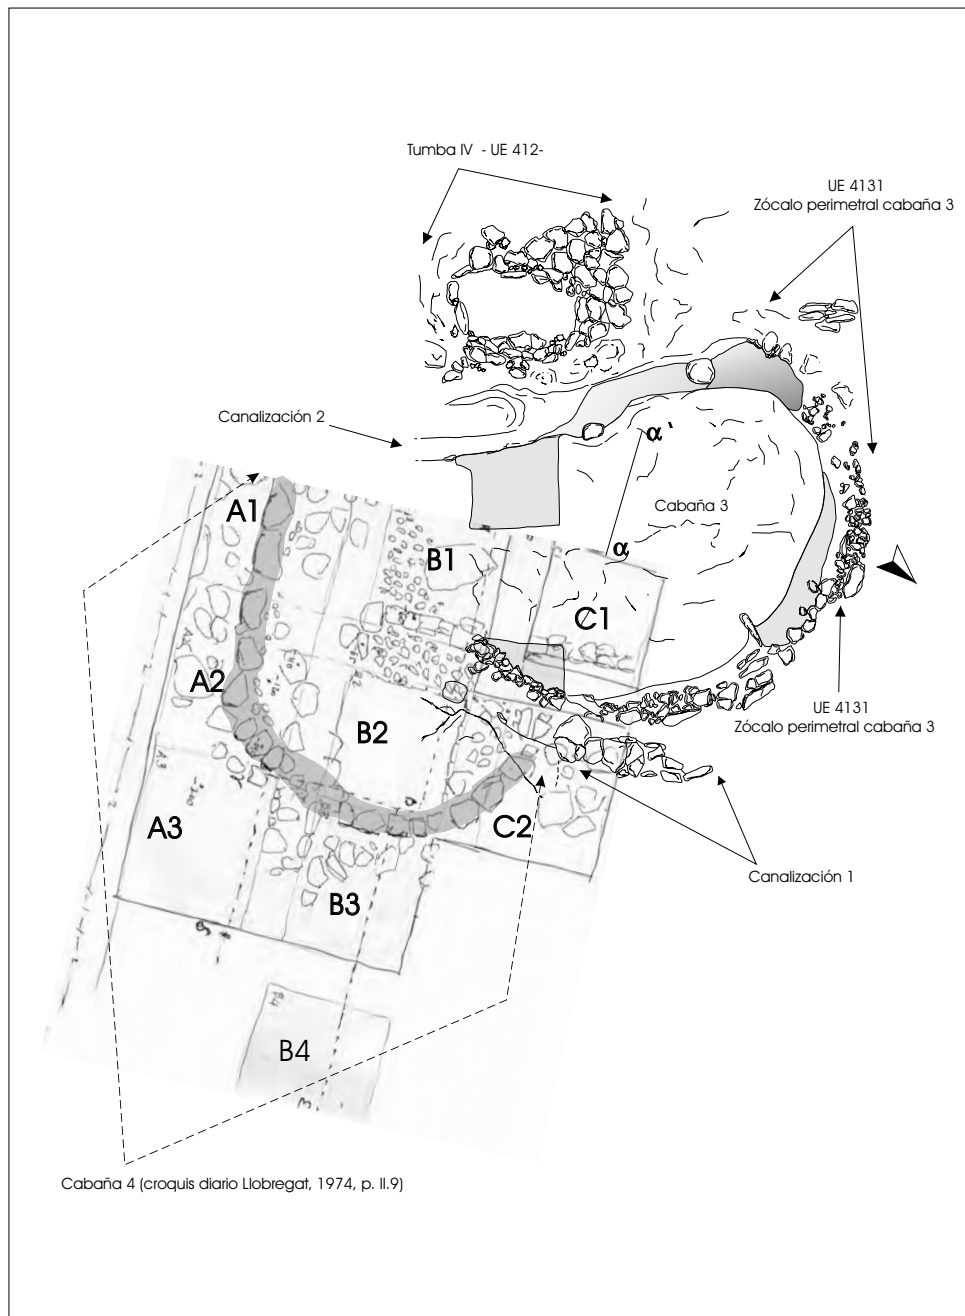 Tumba IV - UE 412-
UE 4131
Zócalo perimetral cabaña 3
Canalización 2
α'
Cabaña 3
A1
B1
α
C1
A2
B2
UE 4131
Zócalo perimetral cabaña 3
A3
C2
Canalización 1
B3
B4
Cabaña 4 (croquis diario Llobregat, 1974, p. II.9)